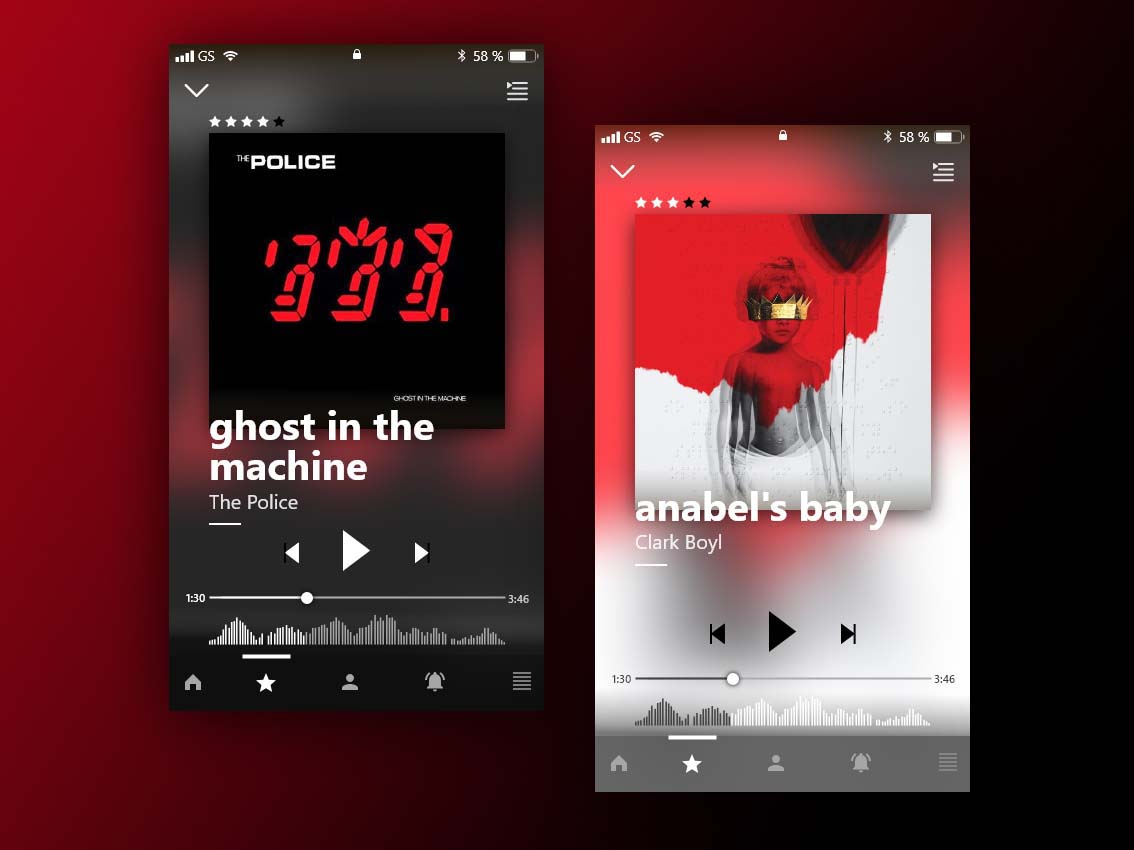 GS 58 %
THE POLICE
GHOST IN THE MACHINE
ghost in the
machine
The Police
1:30 3:46
GS 58 %
anabel's baby
Clark Boyl
1:30 3:46